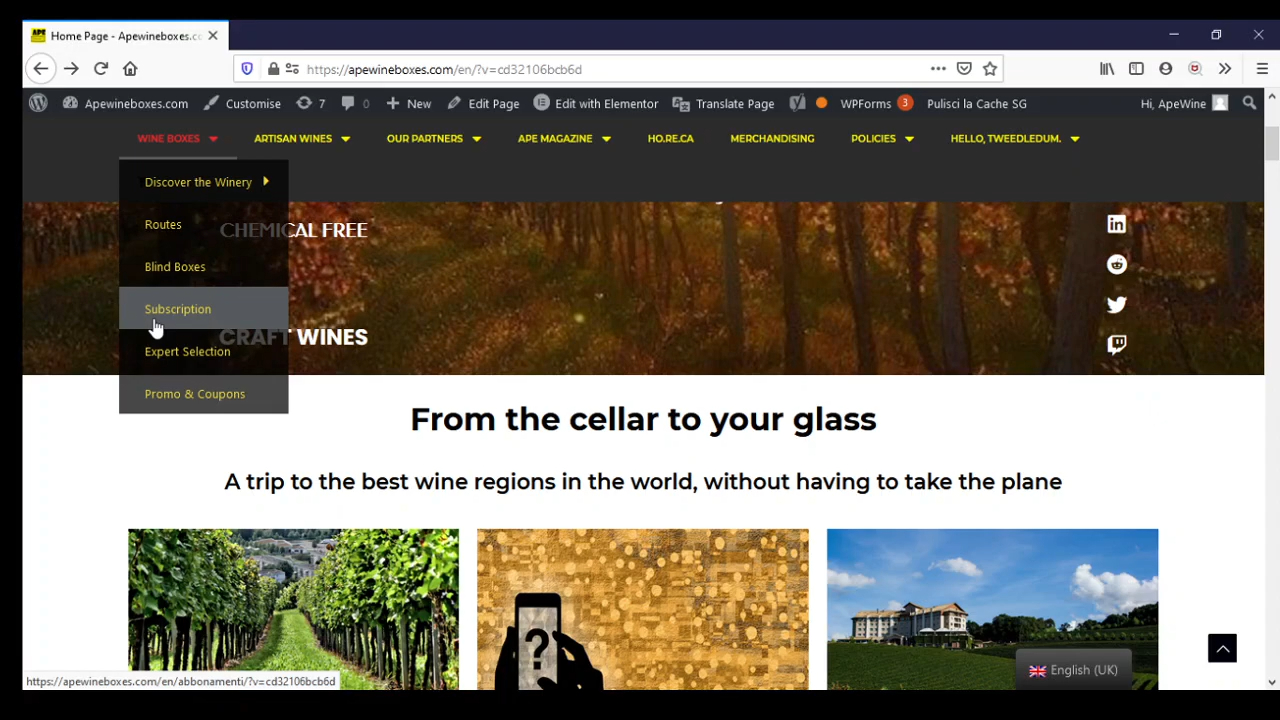 Home Page - Apewineboxes.co
https://apewineboxes.com/en/?v=cd32106bcb6d
Apewineboxes.com Customise 7 0 New Edit Page Edit with Elementor Translate Page WPForms 3 Pulisci la Cache SG Hi, ApeWine
WINE BOXES ARTISAN WINES OUR PARTNERS APE MAGAZINE HO.RE.CA MERCHANDISING POLICIES HELLO, TWEEDLEDUM.
Discover the Winery
Routes
CHEMICAL FREE
Blind Boxes
Subscription
CRAFT WINES
Expert Selection
Promo & Coupons
From the cellar to your glass
A trip to the best wine regions in the world, without having to take the plane
?
English (UK)
https://apewineboxes.com/en/abbonamenti/?v=cd32106bcb6d